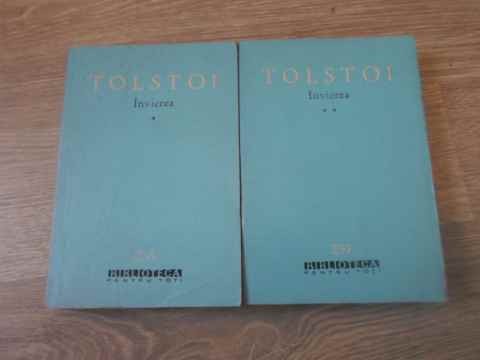 TOLSTOI
Învierea
*
BIBLIOTECA
PENTRU TOȚI
TOLSTOI
Învierea
* *
BIBLIOTECA
PENTRU TOȚI